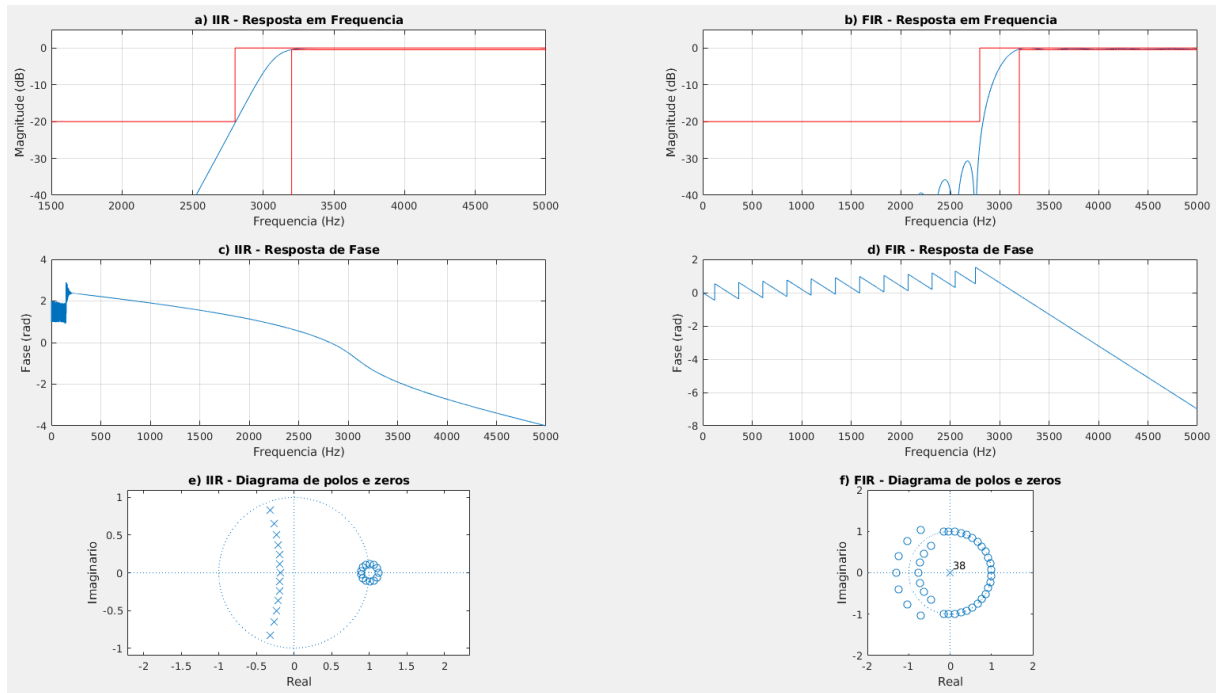 a) IIR - Resposta em Frequencia
0
-10
-20
-30
-40
Magnitude (dB)
1500 2000 2500 3000 3500 4000 4500 5000
Frequencia (Hz)
b) FIR - Resposta em Frequencia
0
-10
-20
-30
-40
Magnitude (dB)
0 500 1000 1500 2000 2500 3000 3500 4000 4500 5000
Frequencia (Hz)
c) IIR - Resposta de Fase
4
2
0
-2
-4
Fase (rad)
0 500 1000 1500 2000 2500 3000 3500 4000 4500 5000
Frequencia (Hz)
d) FIR - Resposta de Fase
2
0
-2
-4
-6
-8
Fase (rad)
0 500 1000 1500 2000 2500 3000 3500 4000 4500 5000
Frequencia (Hz)
e) IIR - Diagrama de polos e zeros
1
0.5
0
-0.5
-1
Imaginario
-2 -1.5 -1 -0.5 0 0.5 1 1.5 2
Real
f) FIR - Diagrama de polos e zeros
2
1
0
-1
-2
Imaginario
38
-2 -1 0 1 2
Real